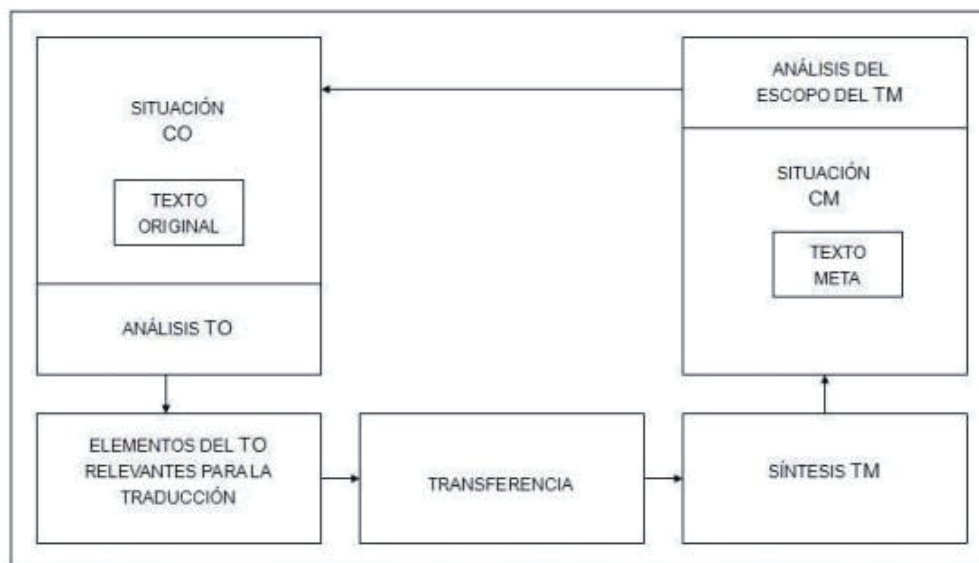 SITUACIÓN
CO
TEXTO
ORIGINAL
ANÁLISIS TO
ANÁLISIS DEL
ESCOPO DEL TM
SITUACIÓN
CM
TEXTO
META
ELEMENTOS DEL TO
RELEVANTES PARA LA
TRADUCCIÓN
TRANSFERENCIA
SÍNTESIS TM